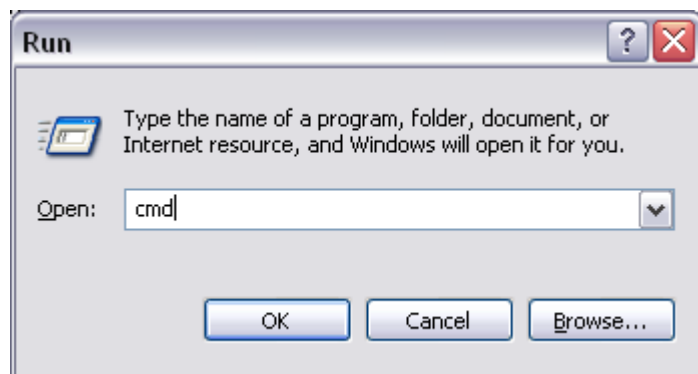 Run
Type the name of a program, folder, document, or
Internet resource, and Windows will open it for you.
Open: cmd
OK Cancel Browse...